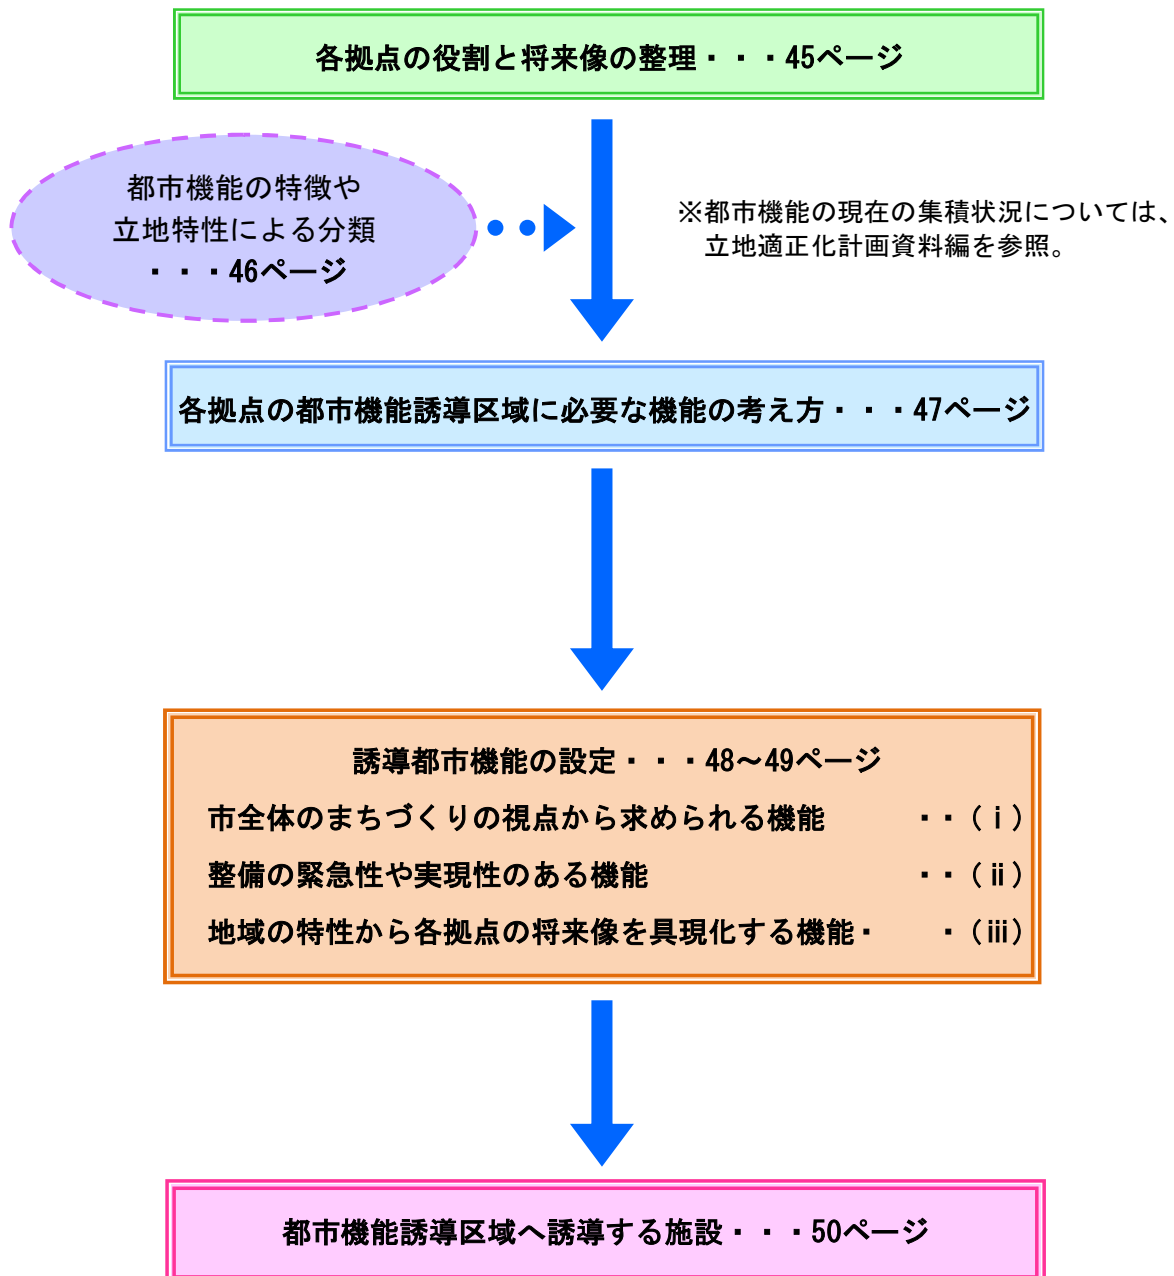 各拠点の役割と将来像の整理・・・45ページ
都市機能の特徴や
立地特性による分類
・・・46ページ
※都市機能の現在の集積状況については、
立地適正化計画資料編を参照。
各拠点の都市機能誘導区域に必要な機能の考え方・・・47ページ
誘導都市機能の設定・・・48～49ページ
市全体のまちづくりの視点から求められる機能　　　・・（ⅰ）
整備の緊急性や実現性のある機能　　　・・（ⅱ）
地域の特性から各拠点の将来像を具現化する機能・　　・（ⅲ）
都市機能誘導区域へ誘導する施設・・・50ページ